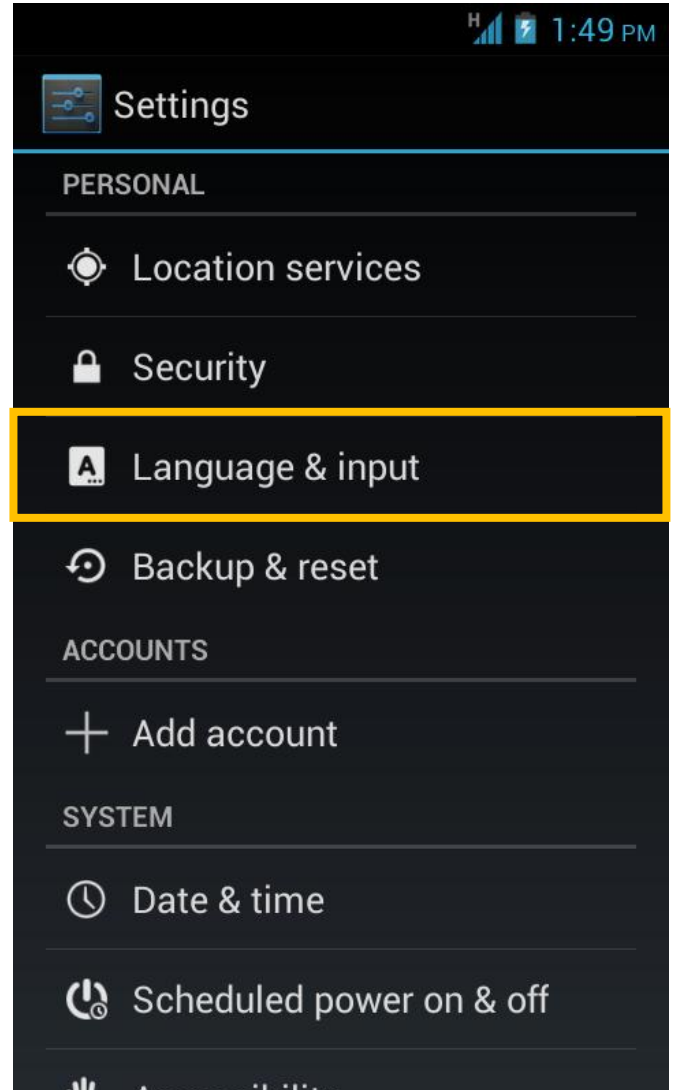 H 1:49 PM
Settings
PERSONAL
Location services
Security
A Language & input
Backup & reset
ACCOUNTS
Add account
SYSTEM
Date & time
Scheduled power on & off